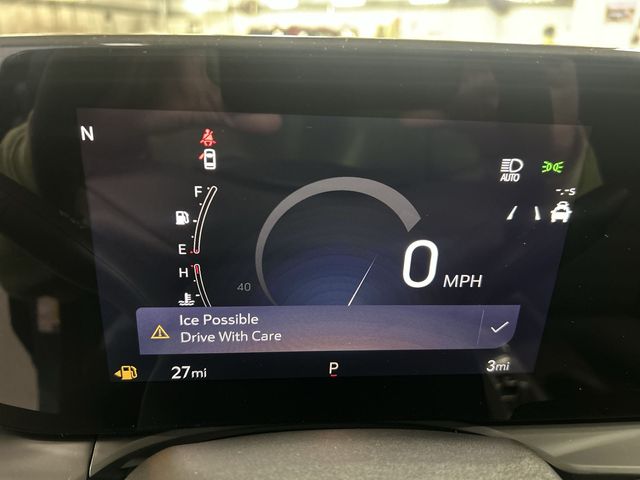 N
AUTO
-.-s
F
E
H
40
0 MPH
Ice Possible
Drive With Care
27mi
P
3mi